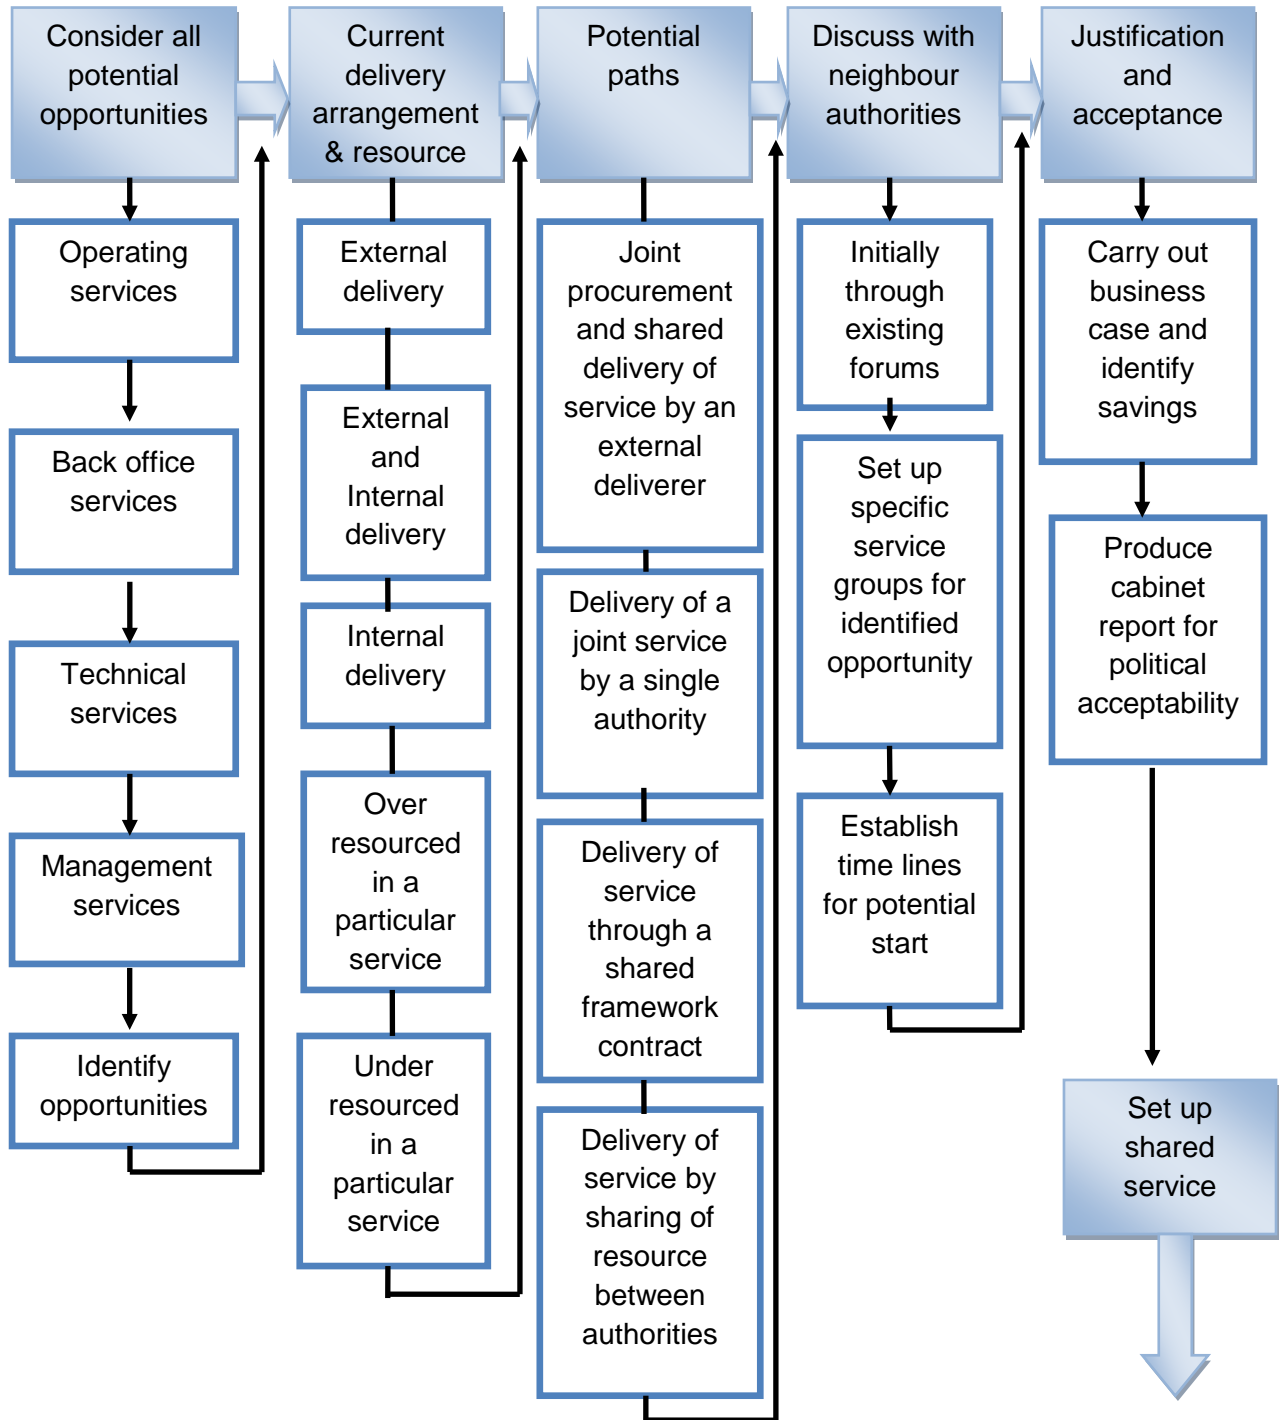 Consider all
potential
opportunities
Operating
services
Back office
services
Technical
services
Management
services
Identify
opportunities
Current
delivery
arrangement
& resource
External
delivery
External
and
Internal
delivery
Internal
delivery
Over
resourced
in a
particular
service
Under
resourced
in a
particular
service
Potential
paths
Joint
procurement
and shared
delivery of
service by an
external
deliverer
Delivery of a
joint service
by a single
authority
Delivery of
service
through a
shared
framework
contract
Delivery of
service by
sharing of
resource
between
authorities
Discuss with
neighbour
authorities
Initially
through
existing
forums
Set up
specific
service
groups for
identified
opportunity
Establish
time lines
for potential
start
Justification
and
acceptance
Carry out
business
case and
identify
savings
Produce
cabinet
report for
political
acceptability
Set up
shared
service